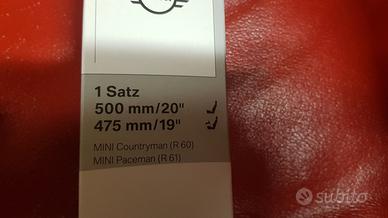 1 Satz
500 mm/20"
475 mm/19"
MINI Countryman (R 60)
MINI Paceman (R 61)
subito